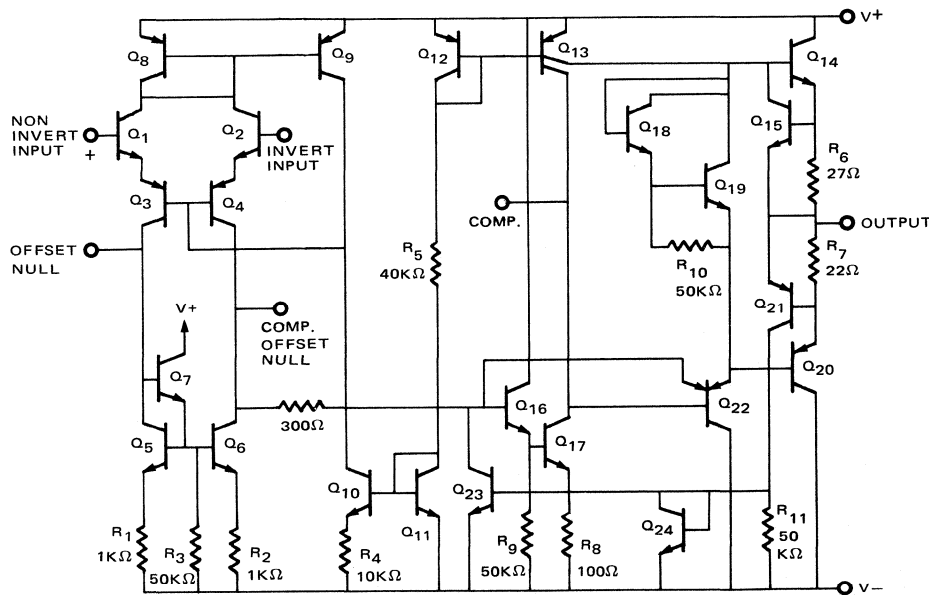 V+
Q8
Q9
Q12
Q13
Q14
NON
INVERT
INPUT
+
Q1
Q2
INVERT
INPUT
Q18
Q15
Q3
Q4
Q19
R6
27Ω
COMP.
OUTPUT
OFFSET
NULL
R5
40KΩ
R10
50KΩ
R7
22Ω
V+
COMP.
OFFSET
NULL
Q21
Q7
Q20
300Ω
Q16
Q22
Q5
Q6
Q17
Q10
Q11
Q23
Q24
R1
1KΩ
R3
50KΩ
R2
1KΩ
R4
10KΩ
R9
50KΩ
R8
100Ω
R11
50
KΩ
V−